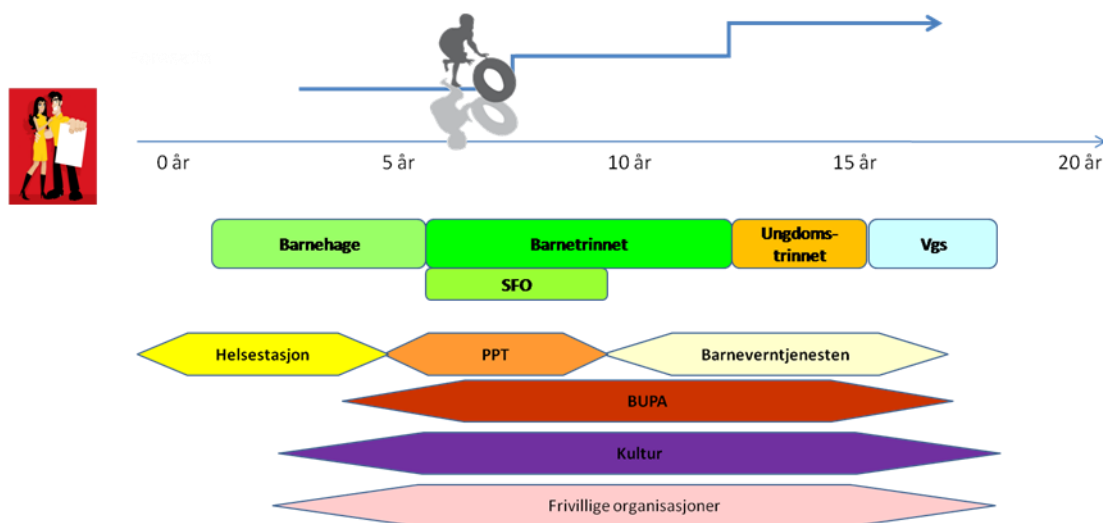 0 år 5 år 10 år 15 år 20 år
Barnehage Barnetrinnet Ungdoms-
trinnet Vgs
SFO
Helsestasjon PPT Barneverntjenesten
BUPA
Kultur
Frivillige organisasjoner